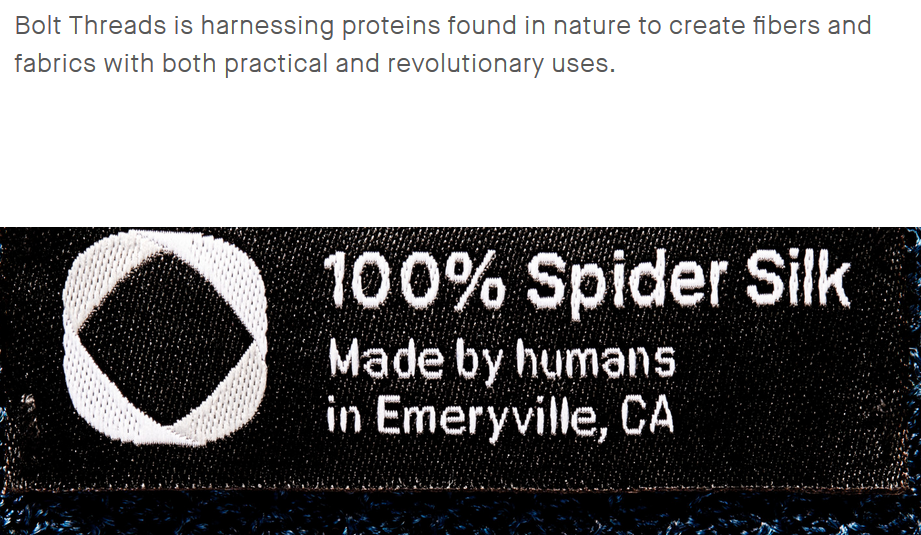 Bolt Threads is harnessing proteins found in nature to create fibers and
fabrics with both practical and revolutionary uses.
100% Spider Silk
Made by humans
in Emeryville, CA